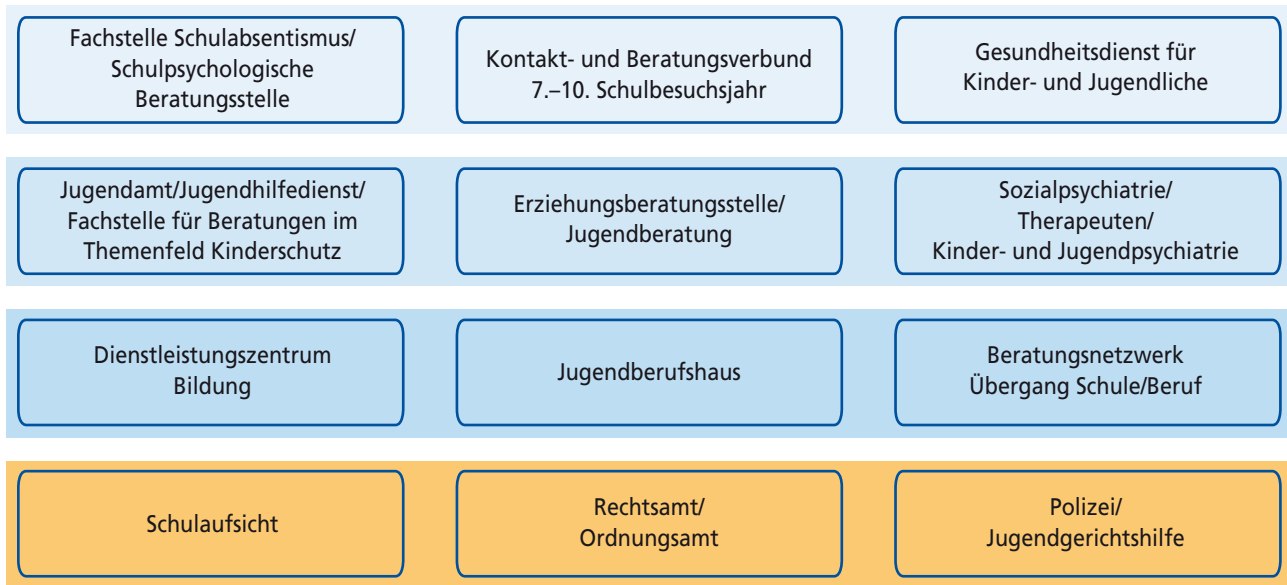 Fachstelle Schulabsentismus/
Schulpsychologische
Beratungsstelle
Kontakt- und Beratungsverbund
7.–10. Schulbesuchsjahr
Gesundheitsdienst für
Kinder- und Jugendliche
Jugendamt/Jugendhilfedienst/
Fachstelle für Beratungen im
Themenfeld Kinderschutz
Erziehungsberatungsstelle/
Jugendberatung
Sozialpsychiatrie/
Therapeuten/
Kinder- und Jugendpsychiatrie
Dienstleistungszentrum
Bildung
Jugendberufshaus
Beratungsnetzwerk
Übergang Schule/Beruf
Schulaufsicht
Rechtsamt/
Ordnungsamt
Polizei/
Jugendgerichtshilfe